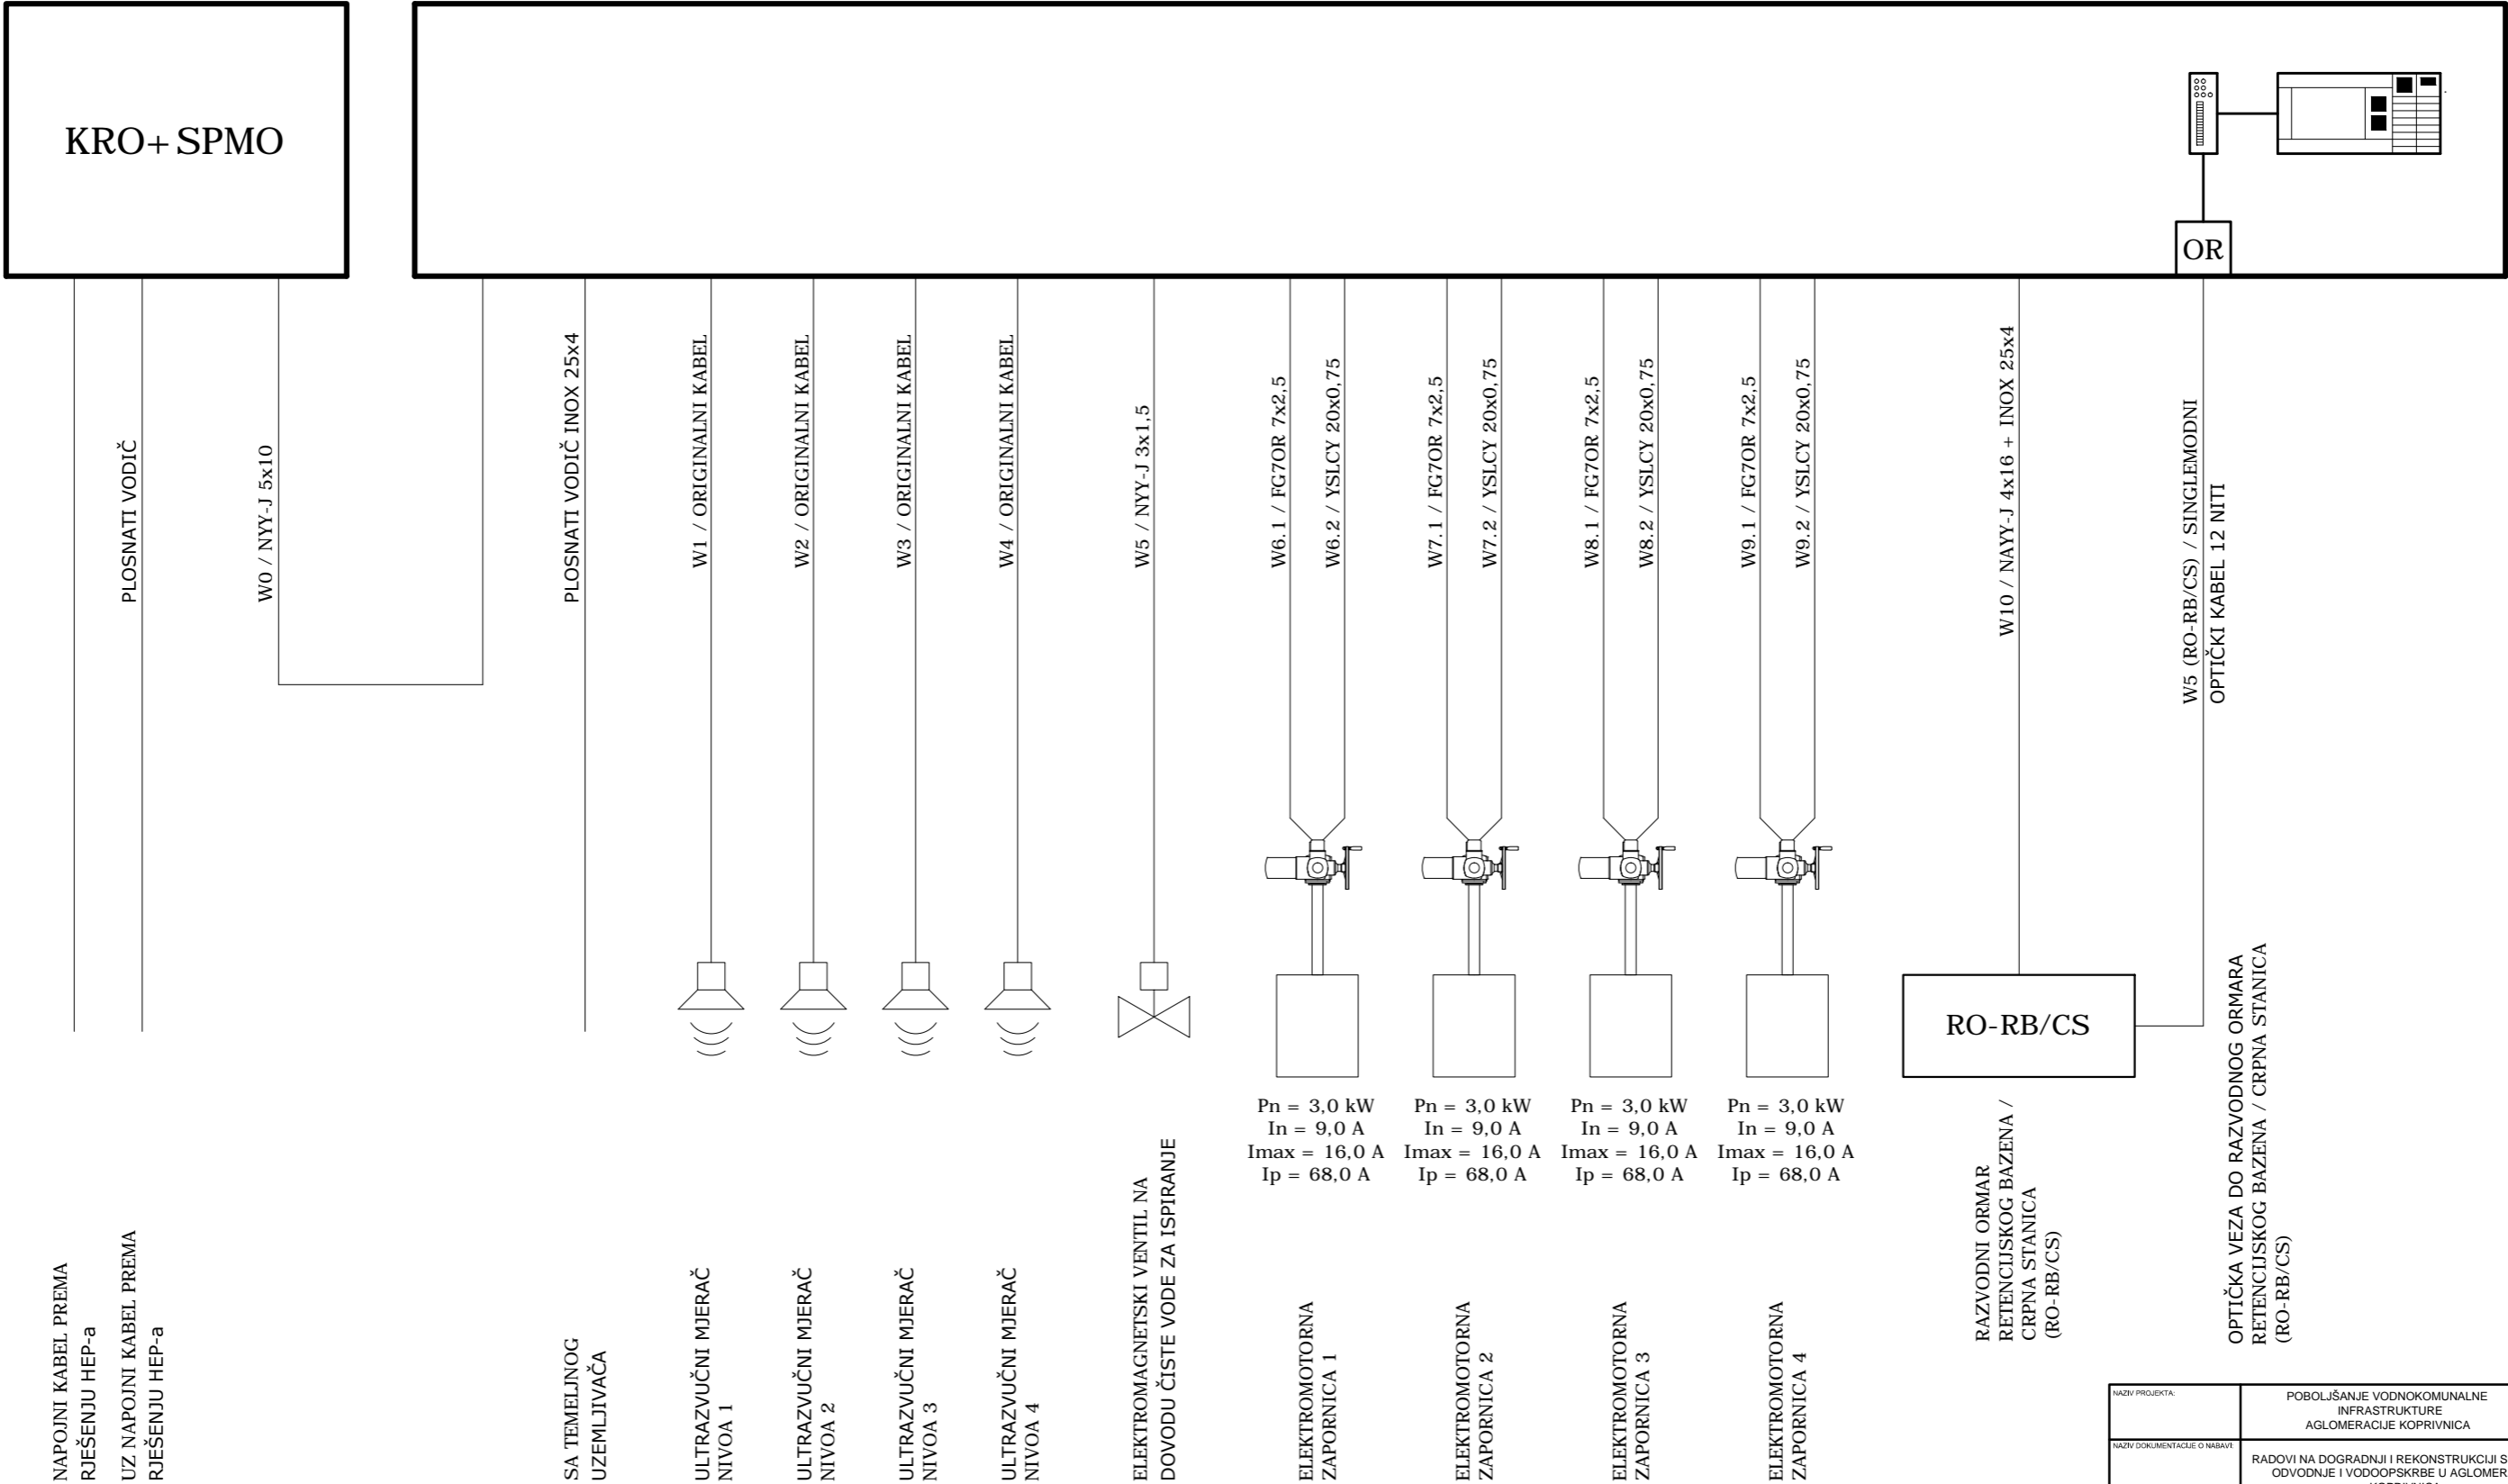 KRO+SPMO
OR
PLOSNATI VODIČ
W0 / NYY-J 5x10
PLOSNATI VODIČ INOX 25x4
W1 / ORIGINALNI KABEL
W2 / ORIGINALNI KABEL
W3 / ORIGINALNI KABEL
W4 / ORIGINALNI KABEL
W5 / NYY-J 3x1,5
W6.1 / FG7OR 7x2,5
W6.2 / YSLCY 20x0,75
W7.1 / FG7OR 7x2,5
W7.2 / YSLCY 20x0,75
W8.1 / FG7OR 7x2,5
W8.2 / YSLCY 20x0,75
W9.1 / FG7OR 7x2,5
W9.2 / YSLCY 20x0,75
W10 / NAYY-J 4x16 + INOX 25x4
W5 (RO-RB/CS) / SINGLEMODNI
OPTIČKI KABEL 12 NITI
RO-RB/CS
Pn = 3,0 kW
In = 9,0 A
Imax = 16,0 A
Ip = 68,0 A
Pn = 3,0 kW
In = 9,0 A
Imax = 16,0 A
Ip = 68,0 A
Pn = 3,0 kW
In = 9,0 A
Imax = 16,0 A
Ip = 68,0 A
Pn = 3,0 kW
In = 9,0 A
Imax = 16,0 A
Ip = 68,0 A
NAPOJNI KABEL PREMA
RJEŠENJU HEP-a
UZ NAPOJNI KABEL PREMA
RJEŠENJU HEP-a
SA TEMELJNOG
UZEMLJIVAČA
ULTRAZVUČNI MJERAČ
NIVOA 1
ULTRAZVUČNI MJERAČ
NIVOA 2
ULTRAZVUČNI MJERAČ
NIVOA 3
ULTRAZVUČNI MJERAČ
NIVOA 4
ELEKTROMAGNETSKI VENTIL NA
DOVODU ČISTE VODE ZA ISPIRANJE
ELEKTROMOTORNA
ZAPORNICA 1
ELEKTROMOTORNA
ZAPORNICA 2
ELEKTROMOTORNA
ZAPORNICA 3
ELEKTROMOTORNA
ZAPORNICA 4
RAZVODNI ORMAR
RETENCIJSKOG BAZENA /
CRPNA STANICA
(RO-RB/CS)
OPTIČKA VEZA DO RAZVODNOG ORMARA
RETENCIJSKOG BAZENA / CRPNA STANICA
(RO-RB/CS)
NAZIV PROJEKTA:
POBOLJŠANJE VODNOKOMUNALNE
INFRASTRUKTURE
AGLOMERACIJE KOPRIVNICA
NAZIV DOKUMENTACIJE O NABAVI:
RADOVI NA DOGRADNJI I REKONSTRUKCIJI S
ODVODNJE I VODOOPSKRBE U AGLOMER